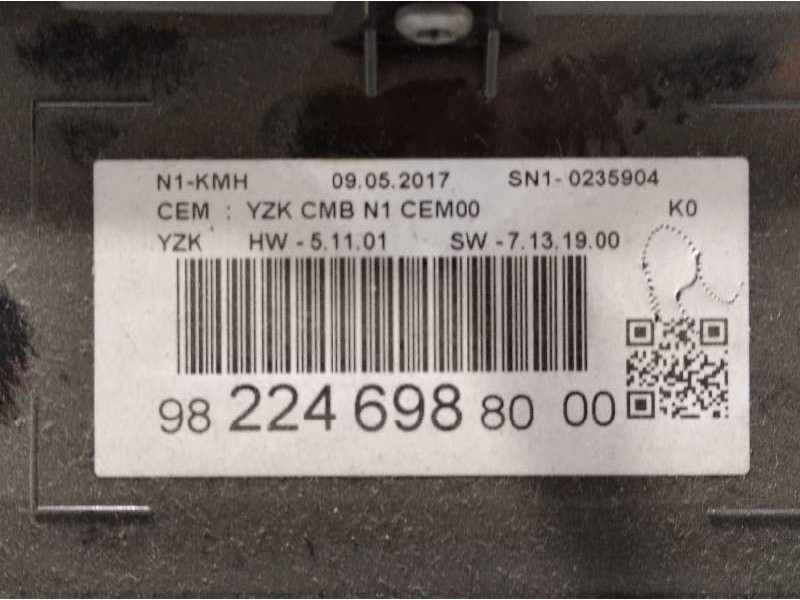 N1-KMH 09.05.2017 SN1- 0235904
CEM : YZK CMB N1 CEM00 K0
YZK HW - 5.11.01 SW - 7.13.19.00
98 224 698 80 00